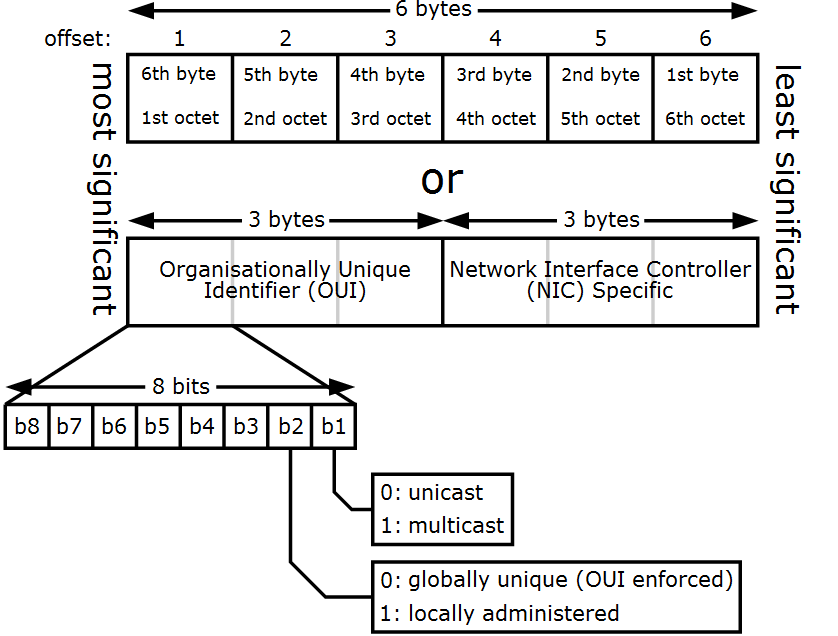 6 bytes
offset: 1 2 3 4 5 6
6th byte 5th byte 4th byte 3rd byte 2nd byte 1st byte
1st octet 2nd octet 3rd octet 4th octet 5th octet 6th octet
most significant
least significant
or
3 bytes 3 bytes
Organisationally Unique
Identifier (OUI)
Network Interface Controller
(NIC) Specific
8 bits
b8 b7 b6 b5 b4 b3 b2 b1
0: unicast
1: multicast
0: globally unique (OUI enforced)
1: locally administered